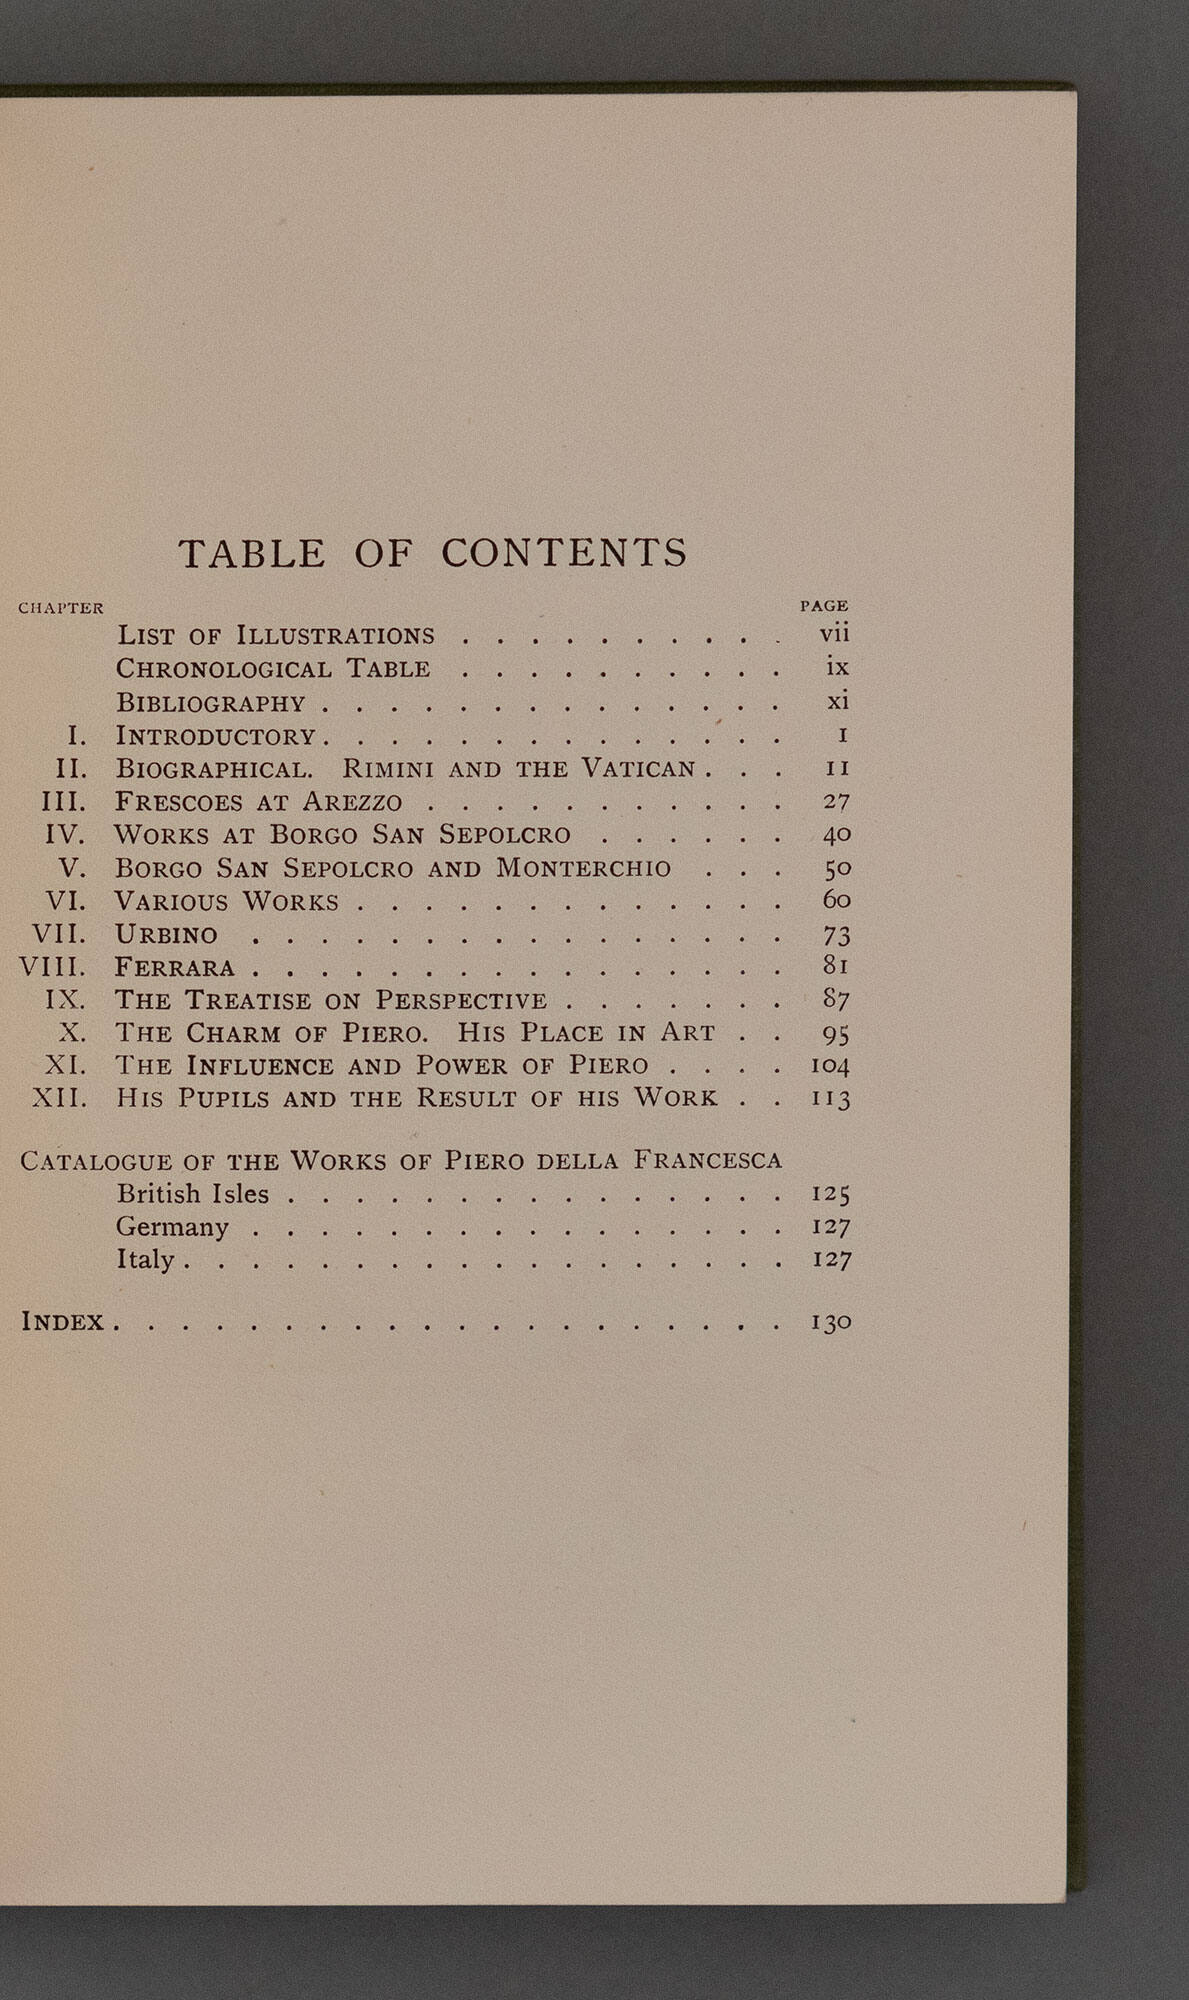 TABLE OF CONTENTS
CHAPTER PAGE
LIST OF ILLUSTRATIONS . . . . . . . . . . vii
CHRONOLOGICAL TABLE . . . . . . . . . . ix
BIBLIOGRAPHY . . . . . . . . . . . . . . xi
I. INTRODUCTORY . . . . . . . . . . . . . . 1
II. BIOGRAPHICAL. RIMINI AND THE VATICAN . . . 11
III. FRESCOES AT AREZZO . . . . . . . . . . . 27
IV. WORKS AT BORGO SAN SEPOLCRO . . . . . . 40
V. BORGO SAN SEPOLCRO AND MONTERCHIO . . . 50
VI. VARIOUS WORKS . . . . . . . . . . . . . 60
VII. URBINO . . . . . . . . . . . . . . . . 73
VIII. FERRARA . . . . . . . . . . . . . . . . 81
IX. THE TREATISE ON PERSPECTIVE . . . . . . . 87
X. THE CHARM OF PIERO. HIS PLACE IN ART . . 95
XI. THE INFLUENCE AND POWER OF PIERO . . . . 104
XII. HIS PUPILS AND THE RESULT OF HIS WORK . . 113
CATALOGUE OF THE WORKS OF PIERO DELLA FRANCESCA
British Isles . . . . . . . . . . . . . . . 125
Germany . . . . . . . . . . . . . . . . 127
Italy . . . . . . . . . . . . . . . . . . 127
INDEX . . . . . . . . . . . . . . . . . . . . 130